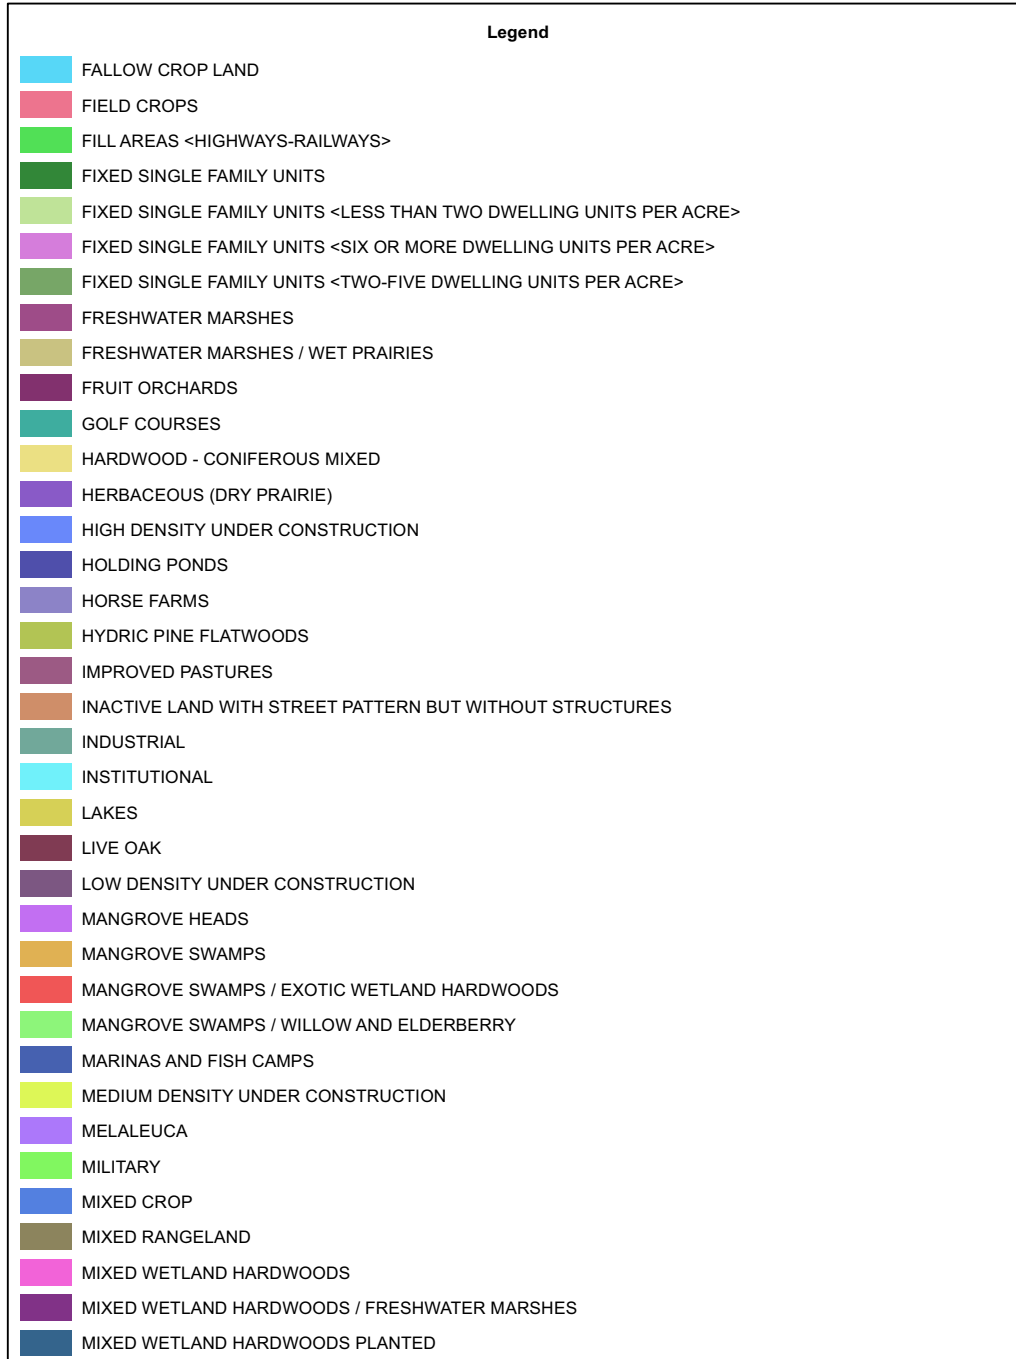 Legend
FALLOW CROP LAND
FIELD CROPS
FILL AREAS <HIGHWAYS-RAILWAYS>
FIXED SINGLE FAMILY UNITS
FIXED SINGLE FAMILY UNITS <LESS THAN TWO DWELLING UNITS PER ACRE>
FIXED SINGLE FAMILY UNITS <SIX OR MORE DWELLING UNITS PER ACRE>
FIXED SINGLE FAMILY UNITS <TWO-FIVE DWELLING UNITS PER ACRE>
FRESHWATER MARSHES
FRESHWATER MARSHES / WET PRAIRIES
FRUIT ORCHARDS
GOLF COURSES
HARDWOOD - CONIFEROUS MIXED
HERBACEOUS (DRY PRAIRIE)
HIGH DENSITY UNDER CONSTRUCTION
HOLDING PONDS
HORSE FARMS
HYDRIC PINE FLATWOODS
IMPROVED PASTURES
INACTIVE LAND WITH STREET PATTERN BUT WITHOUT STRUCTURES
INDUSTRIAL
INSTITUTIONAL
LAKES
LIVE OAK
LOW DENSITY UNDER CONSTRUCTION
MANGROVE HEADS
MANGROVE SWAMPS
MANGROVE SWAMPS / EXOTIC WETLAND HARDWOODS
MANGROVE SWAMPS / WILLOW AND ELDERBERRY
MARINAS AND FISH CAMPS
MEDIUM DENSITY UNDER CONSTRUCTION
MELALEUCA
MILITARY
MIXED CROP
MIXED RANGELAND
MIXED WETLAND HARDWOODS
MIXED WETLAND HARDWOODS / FRESHWATER MARSHES
MIXED WETLAND HARDWOODS PLANTED